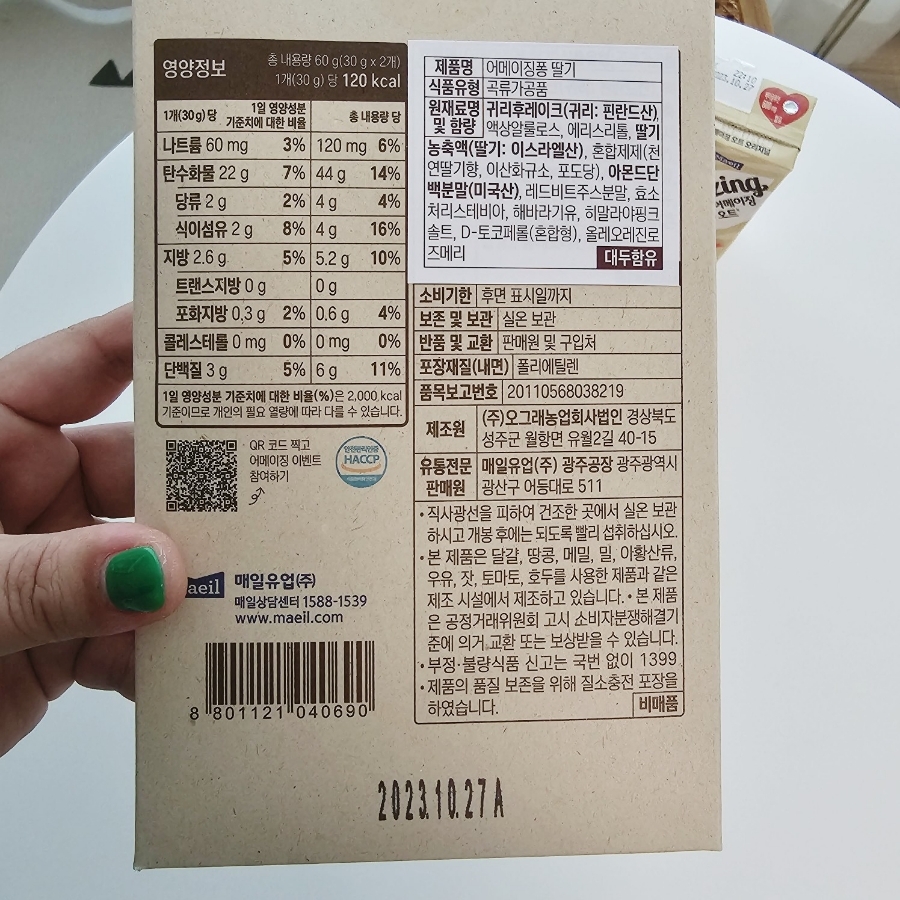 영양정보
총 내용량 60 g(30 g x 2개)
1개(30 g) 당 120 kcal
1개(30 g) 당 1일 영양성분 기준치에 대한 비율 총 내용량 당
나트륨 60 mg 3% 120 mg 6%
탄수화물 22 g 7% 44 g 14%
당류 2 g 2% 4 g 4%
식이섬유 2 g 8% 4 g 16%
지방 2.6 g 5% 5.2 g 10%
트랜스지방 0 g 0 g
포화지방 0.3 g 2% 0.6 g 4%
콜레스테롤 0 mg 0% 0 mg 0%
단백질 3 g 5% 6 g 11%
1일 영양성분 기준치에 대한 비율(%)은 2,000 kcal
기준이므로 개인의 필요 열량에 따라 다를 수 있습니다.
QR 코드 찍고
어메이징 이벤트
참여하기
HACCP
aeil 매일유업(주)
매일상담센터 1588-1539
www.maeil.com
8 801121 040690
제품명 어메이징퐁 딸기
식품유형 곡류가공품
원재료명 및 함량 귀리후레이크(귀리: 핀란드산),
액상알룰로스, 에리스리톨, 딸기
농축액(딸기: 이스라엘산), 혼합제제(천
연딸기향, 이산화규소, 포도당), 아몬드단
백분말(미국산), 레드비트주스분말, 효소
처리스테비아, 해바라기유, 히말라야핑크
솔트, D-토코페롤(혼합형), 올레오레진로
즈메리
대두함유
소비기한 후면 표시일까지
보존 및 보관 실온 보관
반품 및 교환 판매원 및 구입처
포장재질(내면) 폴리에틸렌
품목보고번호 20110568038219
제조원 (주)오그래농업회사법인 경상북도
성주군 월항면 유월2길 40-15
유통전문 판매원 매일유업(주) 광주공장 광주광역시
광산구 어등대로 511
• 직사광선을 피하여 건조한 곳에서 실온 보관
하시고 개봉 후에는 되도록 빨리 섭취하십시오.
• 본 제품은 달걀, 땅콩, 메밀, 밀, 아황산류,
우유, 잣, 토마토, 호두를 사용한 제품과 같은
제조 시설에서 제조하고 있습니다. • 본 제품
은 공정거래위원회 고시 소비자분쟁해결기
준에 의거 교환 또는 보상받을 수 있습니다.
• 부정·불량식품 신고는 국번 없이 1399
• 제품의 품질 보존을 위해 질소충전 포장을
하였습니다.
비매품
2023.10.27 A
zing
어메이징
오트